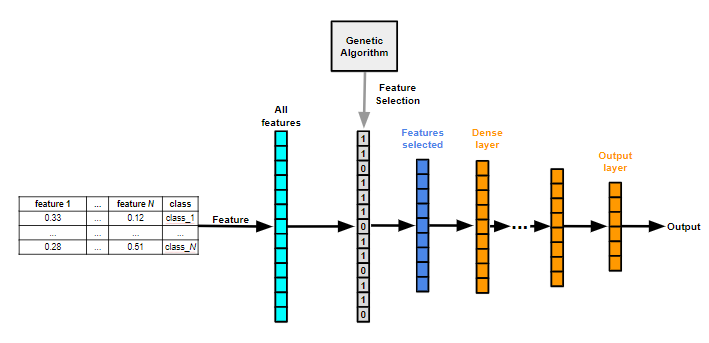 Genetic
Algorithm
Feature
Selection
All
features
1
1
0
1
1
1
0
1
1
0
1
1
0
Features
selected
Dense
layer
Output
layer
feature 1 ... feature N class
0.33 ... 0.12 class_1
... ... ... ...
0.28 ... 0.51 class_N
Feature
...
Output